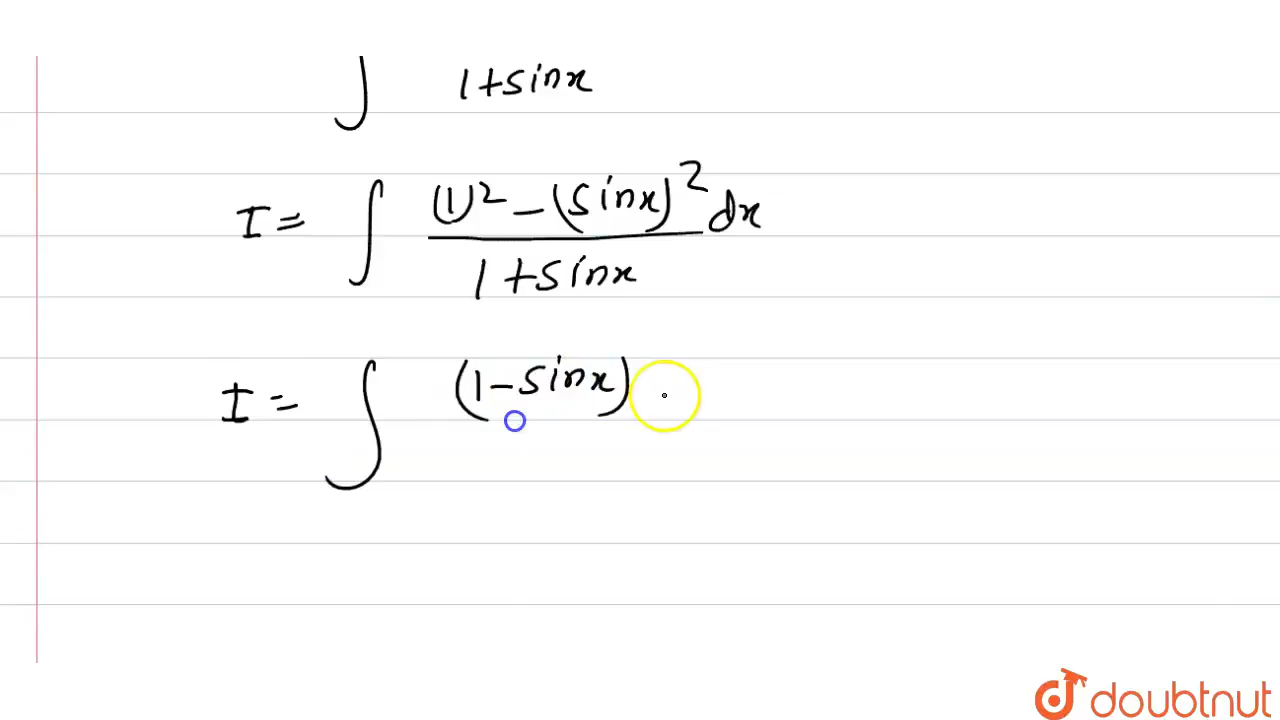 ∫ 1+sinx
I = ∫ (1)² - (sinx)² / 1+sinx dx
I = ∫ (1-sinx)
doubtnut